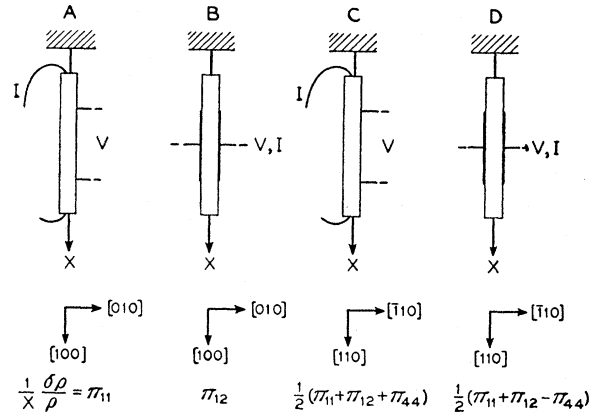 A B C D
I V V, I I V V, I
X X X X
[010] [010] [1̄10] [1̄10]
[100] [100] [110] [110]
1/X δρ/ρ = π₁₁ π₁₂ 1/2(π₁₁+π₁₂+π₄₄) 1/2(π₁₁+π₁₂-π₄₄)